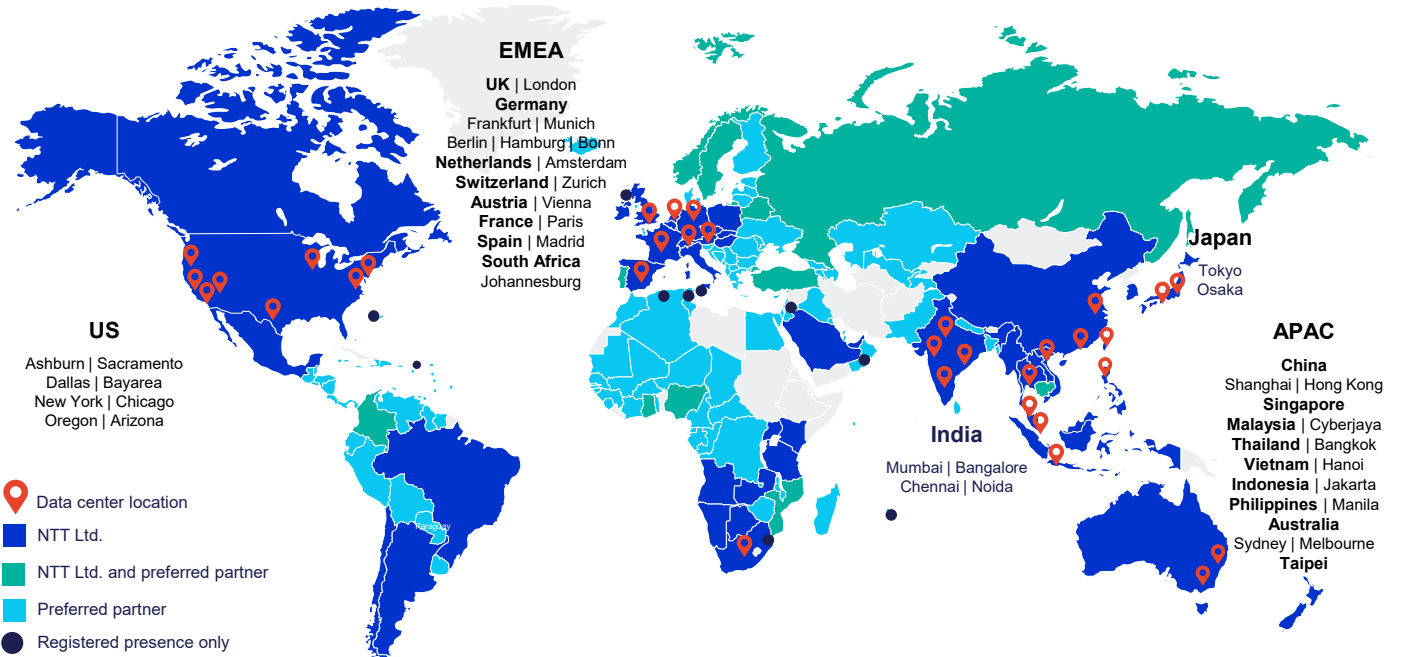 EMEA
UK | London
Germany
Frankfurt | Munich
Berlin | Hamburg | Bonn
Netherlands | Amsterdam
Switzerland | Zurich
Austria | Vienna
France | Paris
Spain | Madrid
South Africa
Johannesburg
US
Ashburn | Sacramento
Dallas | Bayarea
New York | Chicago
Oregon | Arizona
Japan
Tokyo
Osaka
APAC
China
Shanghai | Hong Kong
Singapore
Malaysia | Cyberjaya
Thailand | Bangkok
Vietnam | Hanoi
Indonesia | Jakarta
Philippines | Manila
Australia
Sydney | Melbourne
Taipei
India
Mumbai | Bangalore
Chennai | Noida
Paraguay
Data center location
NTT Ltd.
NTT Ltd. and preferred partner
Preferred partner
Registered presence only